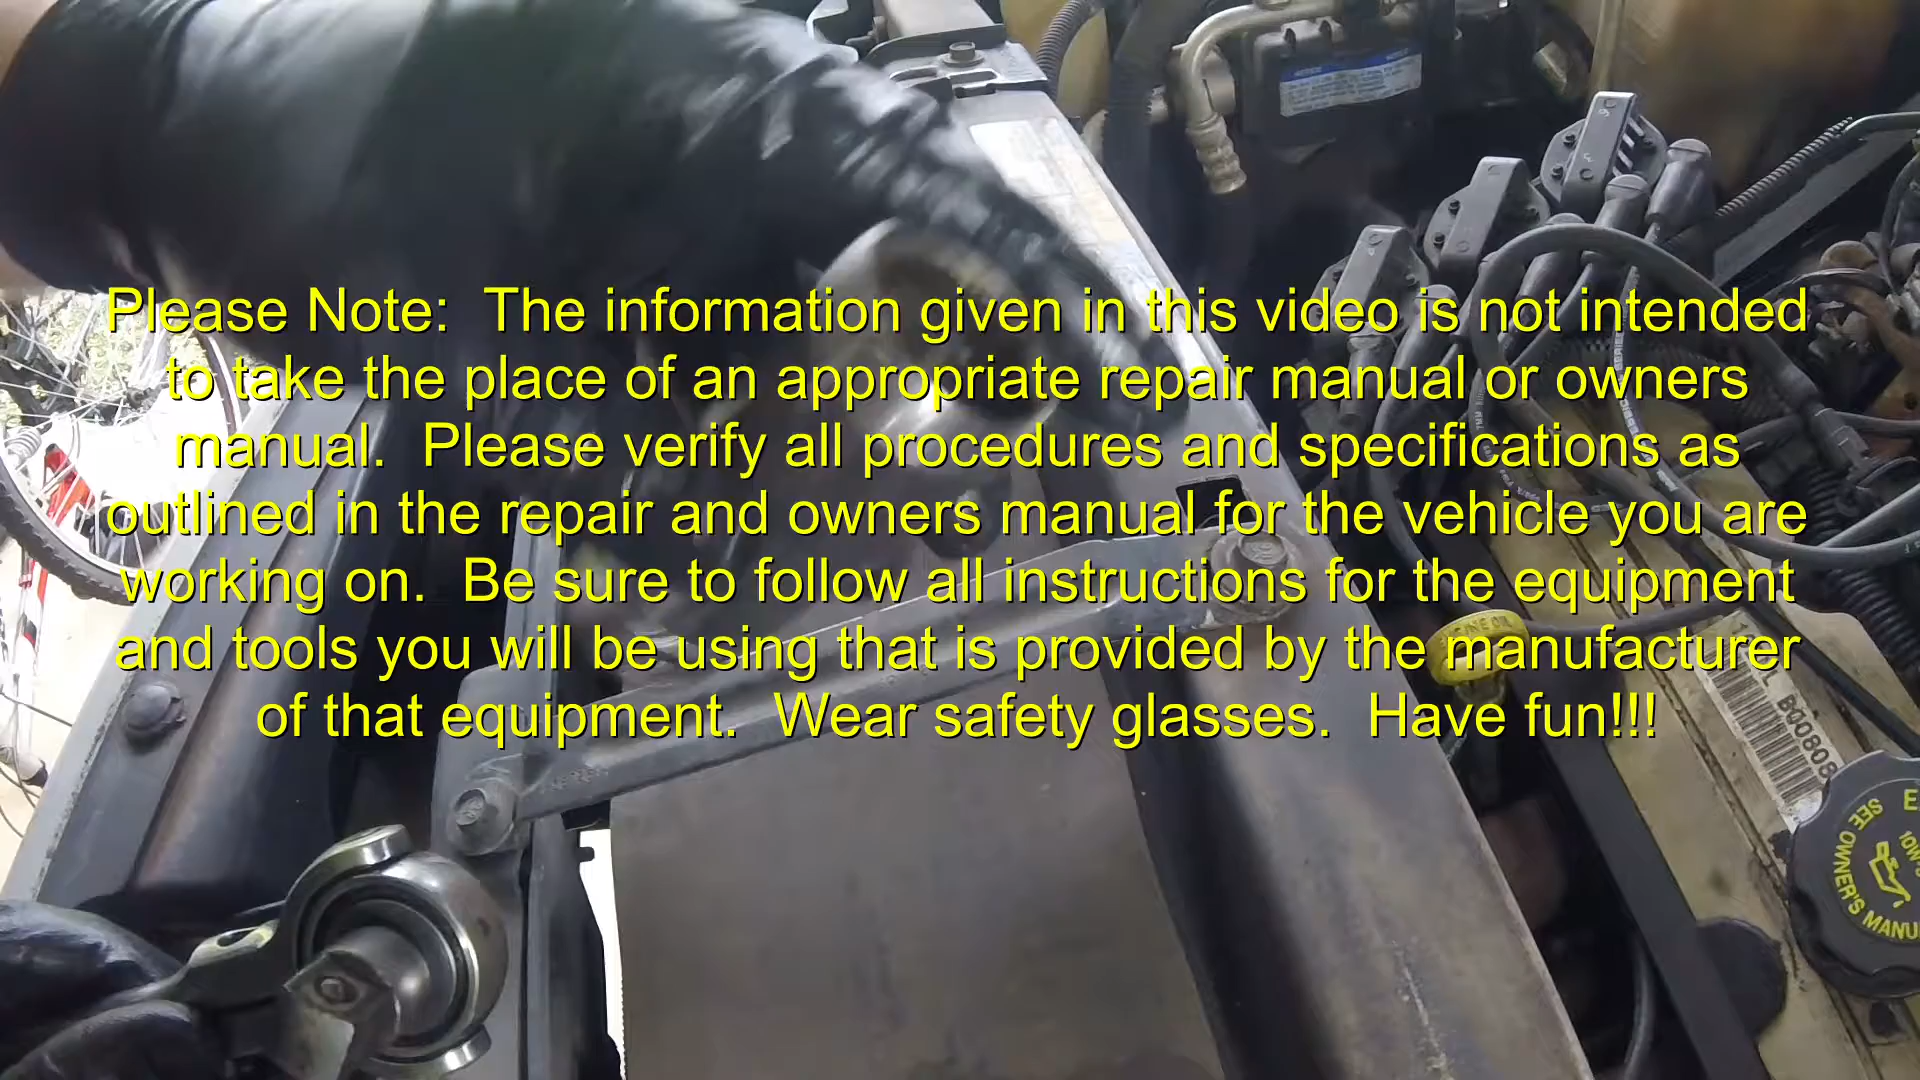 Please Note:  The information given in this video is not intended
to take the place of an appropriate repair manual or owners
manual.  Please verify all procedures and specifications as
outlined in the repair and owners manual for the vehicle you are
working on.  Be sure to follow all instructions for the equipment
and tools you will be using that is provided by the manufacturer
of that equipment.  Wear safety glasses.  Have fun!!!
B00808
SEE OWNER'S MANU